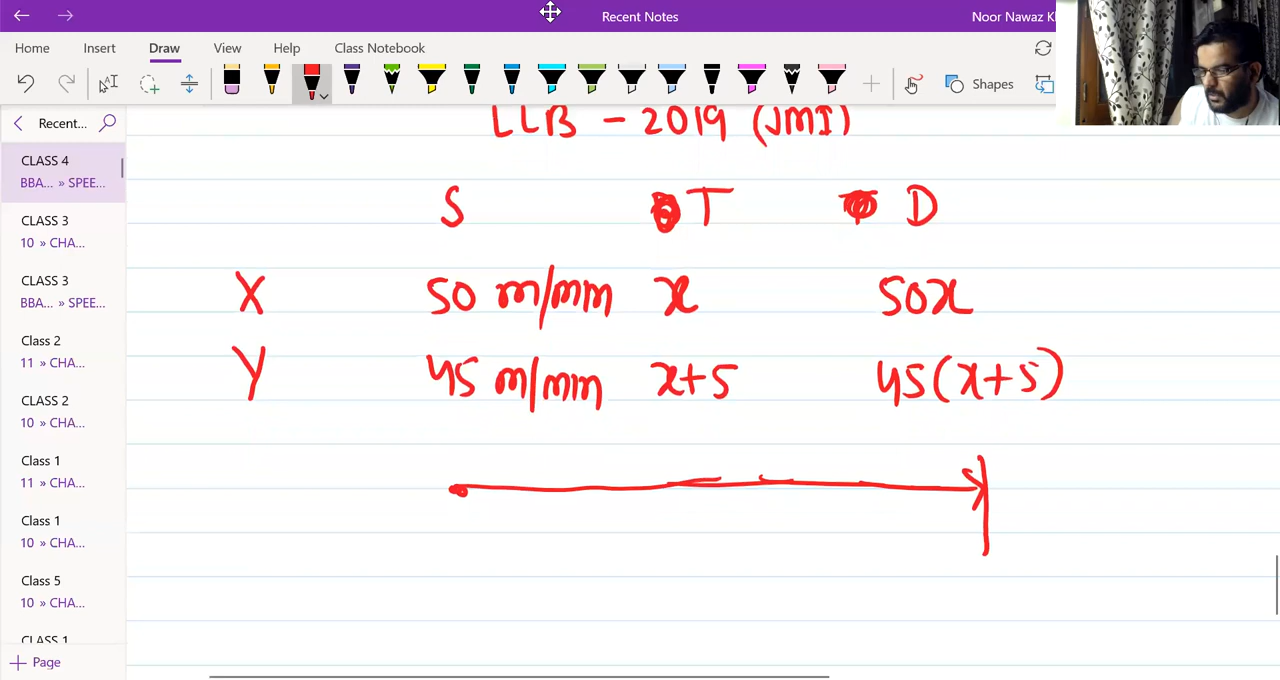 Recent Notes
Noor Nawaz Kh
Home Insert Draw View Help Class Notebook
Shapes
Recent...
CLASS 4
BBA... » SPEE...
CLASS 3
10 » CHA...
CLASS 3
BBA... » SPEE...
Class 2
11 » CHA...
CLASS 2
10 » CHA...
Class 1
11 » CHA...
Class 1
10 » CHA...
Class 5
10 » CHA...
CLASS 1
Page
LLB - 2019 (JMI)
S T D
X 50 m/min x 50x
Y 45 m/min x+5 45(x+5)